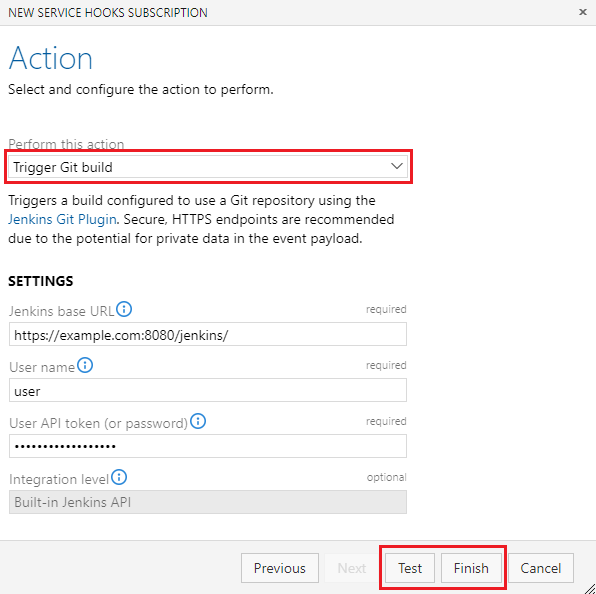 NEW SERVICE HOOKS SUBSCRIPTION
Action
Select and configure the action to perform.
Perform this action
Trigger Git build
Triggers a build configured to use a Git repository using the
Jenkins Git Plugin. Secure, HTTPS endpoints are recommended
due to the potential for private data in the event payload.
SETTINGS
Jenkins base URL required
https://example.com:8080/jenkins/
User name required
user
User API token (or password) required
••••••••••••••••••
Integration level optional
Built-in Jenkins API
Previous Next Test Finish Cancel